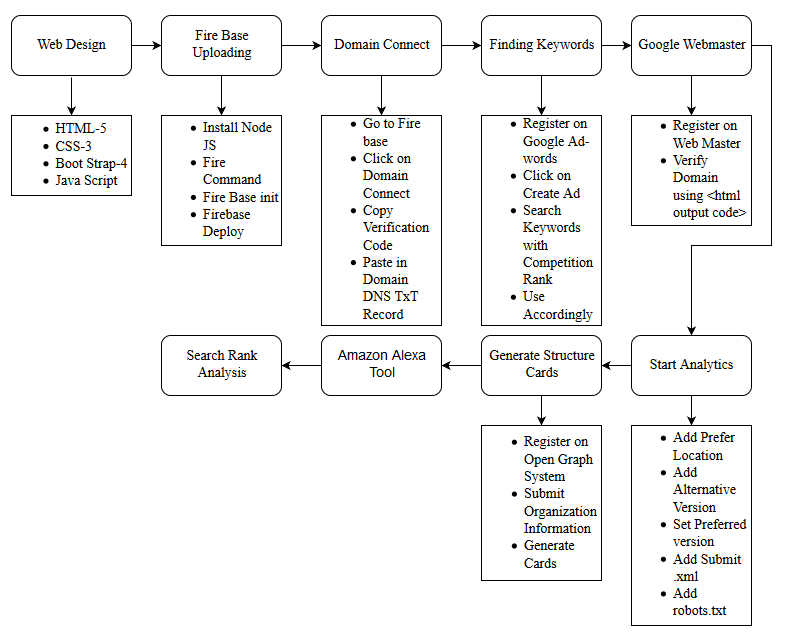 Web Design
Fire Base
Uploading
Domain Connect
Finding Keywords
Google Webmaster
HTML-5
CSS-3
Boot Strap-4
Java Script
Install Node
JS
Fire
Command
Fire Base init
Firebase
Deploy
Go to Fire
base
Click on
Domain
Connect
Copy
Verification
Code
Paste in
Domain
DNS TxT
Record
Register on
Google Ad-
words
Click on
Create Ad
Search
Keywords
with
Competition
Rank
Use
Accordingly
Register on
Web Master
Verify
Domain
using <html
output code>
Search Rank
Analysis
Amazon Alexa
Tool
Generate Structure
Cards
Start Analytics
Register on
Open Graph
System
Submit
Organization
Information
Generate
Cards
Add Prefer
Location
Add
Alternative
Version
Set Preferred
version
Add Submit
.xml
Add
robots.txt